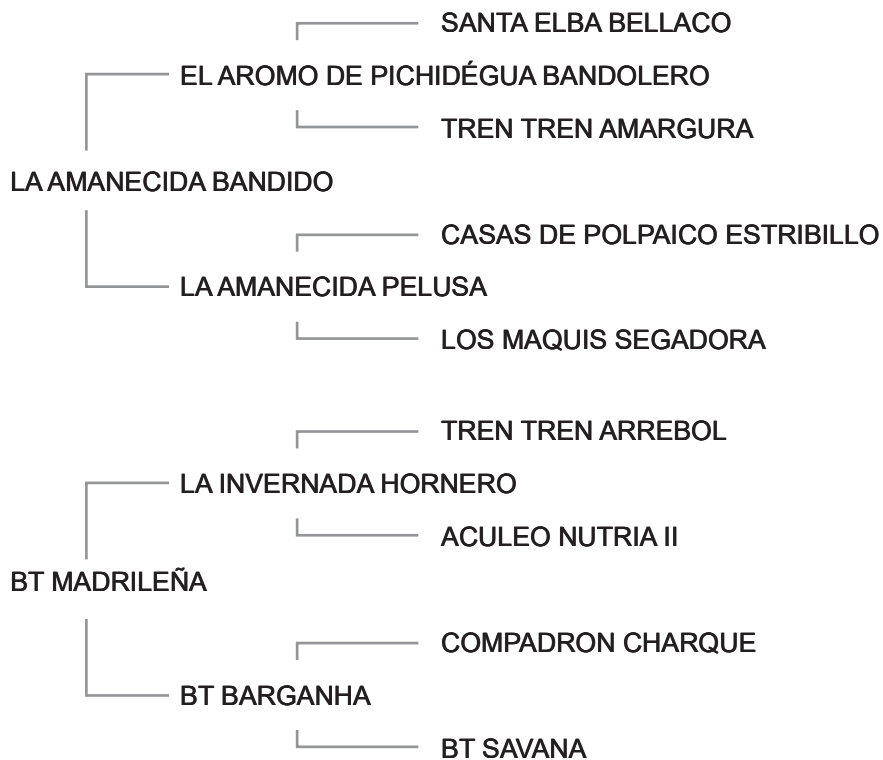 SANTA ELBA BELLACO
EL AROMO DE PICHIDÉGUA BANDOLERO
TREN TREN AMARGURA
LA AMANECIDA BANDIDO
CASAS DE POLPAICO ESTRIBILLO
LA AMANECIDA PELUSA
LOS MAQUIS SEGADORA
TREN TREN ARREBOL
LA INVERNADA HORNERO
ACULEO NUTRIA II
BT MADRILEÑA
COMPADRON CHARQUE
BT BARGANHA
BT SAVANA